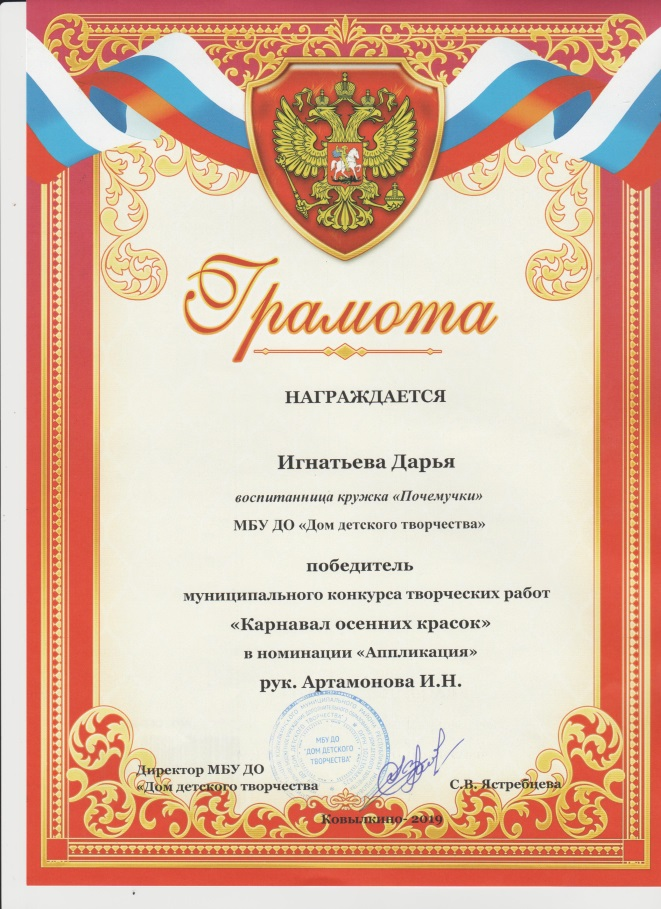 Грамота
НАГРАЖДАЕТСЯ
Игнатьева Дарья
воспитанница кружка «Почемучки»
МБУ ДО «Дом детского творчества»
победитель
муниципального конкурса творческих работ
«Карнавал осенних красок»
в номинации «Аппликация»
рук. Артамонова И.Н.
МБУ ДО
"ДОМ ДЕТСКОГО
ТВОРЧЕСТВА"
Директор МБУ ДО
«Дом детского творчества
С.В. Ястребцева
Ковылкино- 2019